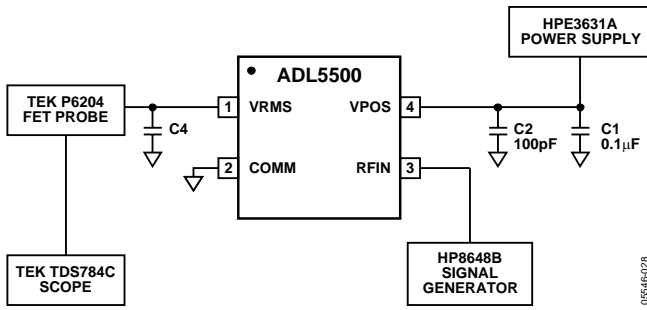 HPE3631A
POWER SUPPLY
ADL5500
TEK P6204
FET PROBE
1 VRMS VPOS 4
C4
C2
100pF
C1
0.1µF
2 COMM RFIN 3
TEK TDS784C
SCOPE
HP8648B
SIGNAL
GENERATOR
05546-028